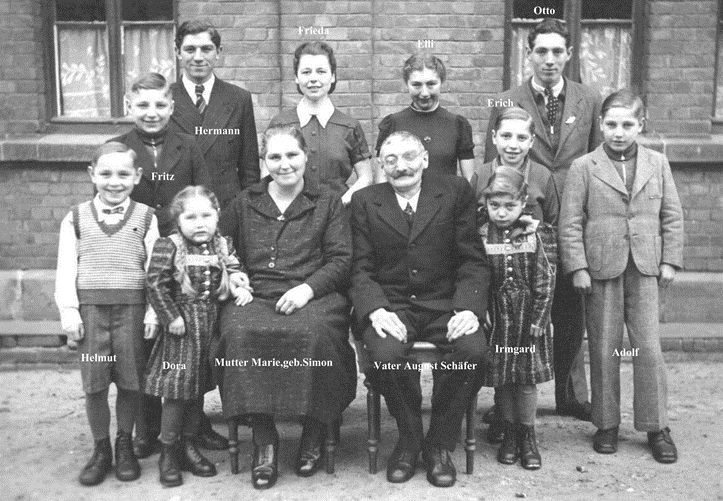 Otto
Frieda
Elli
Erich
Hermann
Fritz
Helmut
Dora
Mutter Marie,geb.Simon
Vater August Schäfer
Irmgard
Adolf